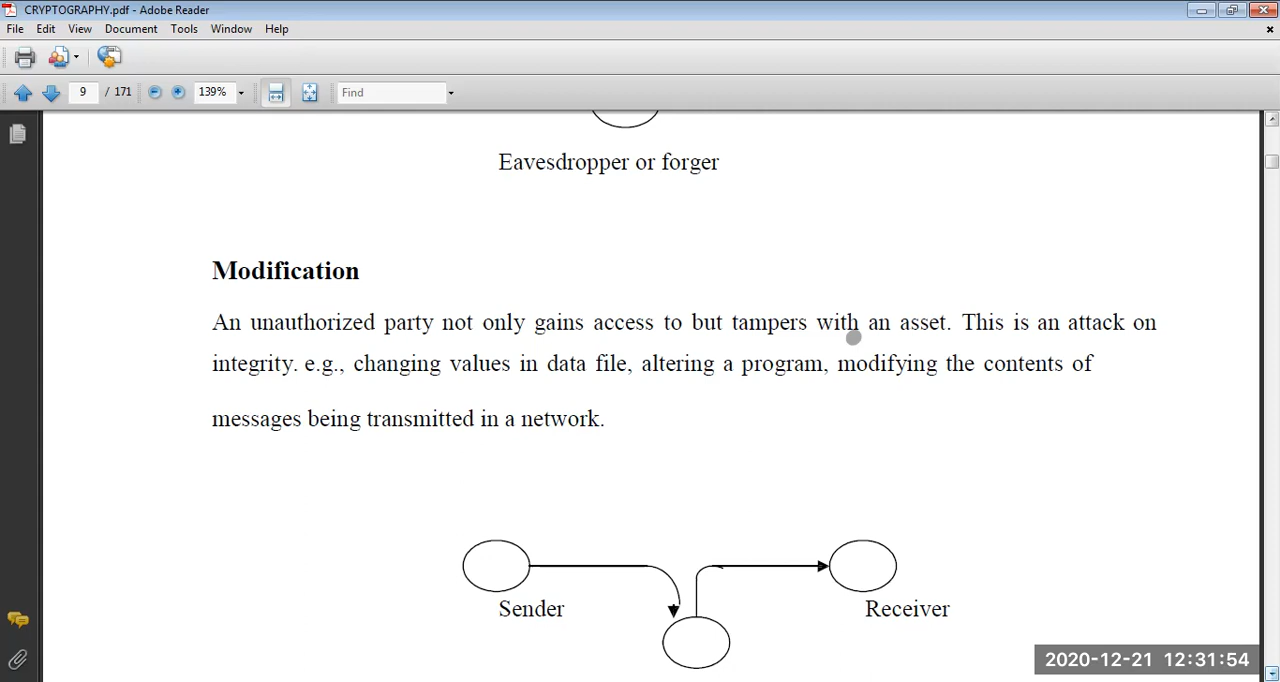 CRYPTOGRAPHY.pdf - Adobe Reader
File Edit View Document Tools Window Help
9 / 171 139% Find
Eavesdropper or forger
Modification
An unauthorized party not only gains access to but tampers with an asset. This is an attack on
integrity. e.g., changing values in data file, altering a program, modifying the contents of
messages being transmitted in a network.
Sender
Receiver
2020-12-21 12:31:54